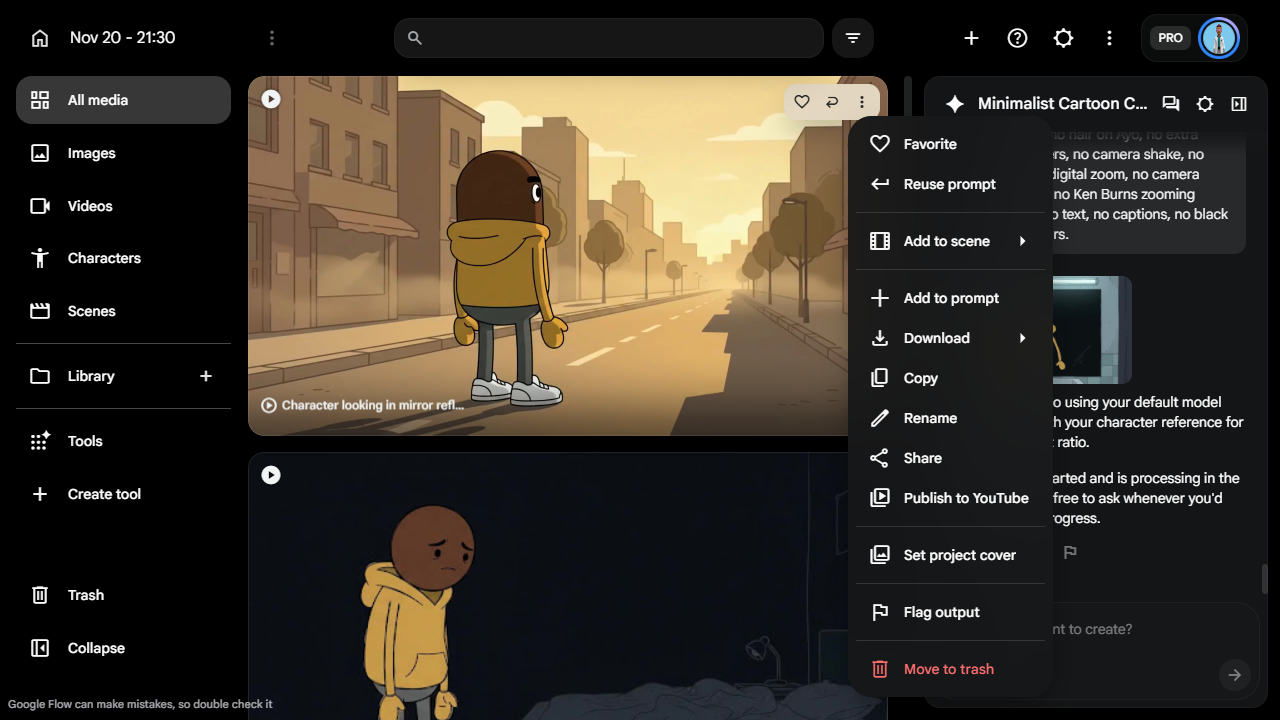 Nov 20 - 21:30
PRO
All media
Images
Videos
Characters
Scenes
Library
Tools
Create tool
Trash
Collapse
Google Flow can make mistakes, so double check it
Character looking in mirror refl...
Favorite
Reuse prompt
Add to scene
Add to prompt
Download
Copy
Rename
Share
Publish to YouTube
Set project cover
Flag output
Move to trash
Minimalist Cartoon C...
no hair on Ayo, no extra
rs, no camera shake, no
digital zoom, no camera
no Ken Burns zooming
text, no captions, no black
rs.
o using your default model
h your character reference for
ratio.
arted and is processing in the
free to ask whenever you'd
rogress.
nt to create?